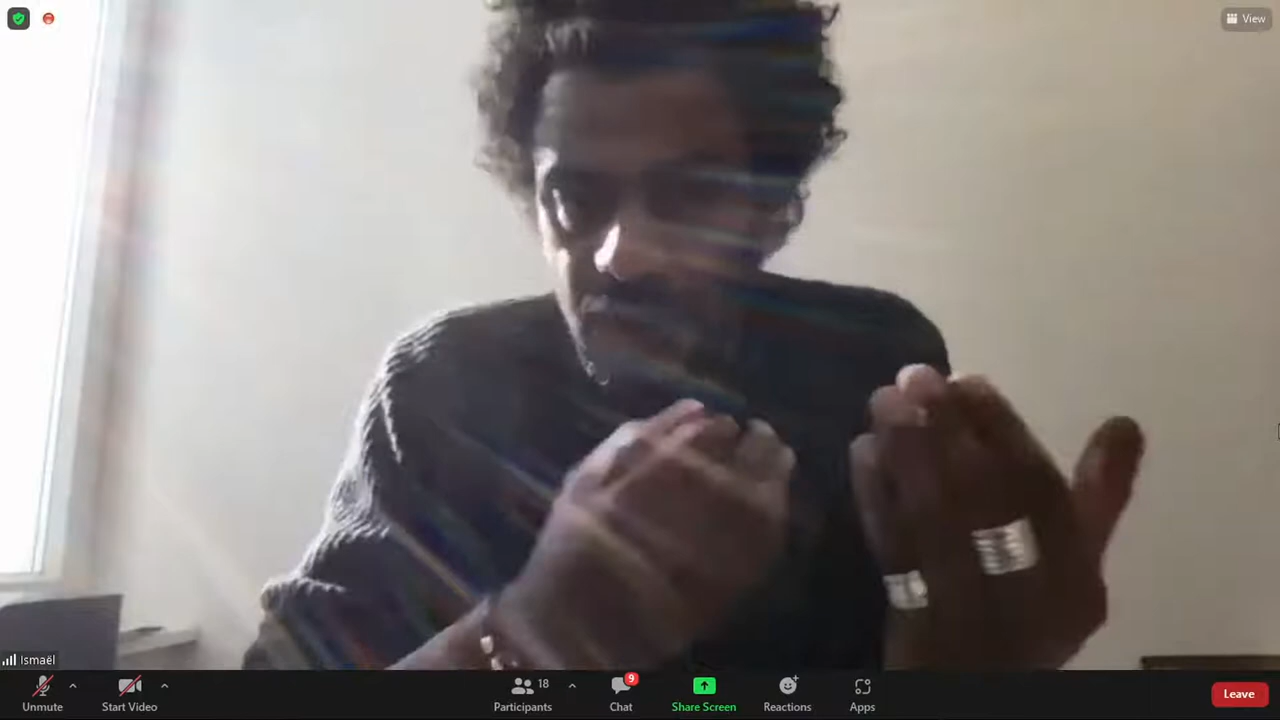 View
Ismaël
Unmute
Start Video
18
Participants
9
Chat
Share Screen
Reactions
Apps
Leave